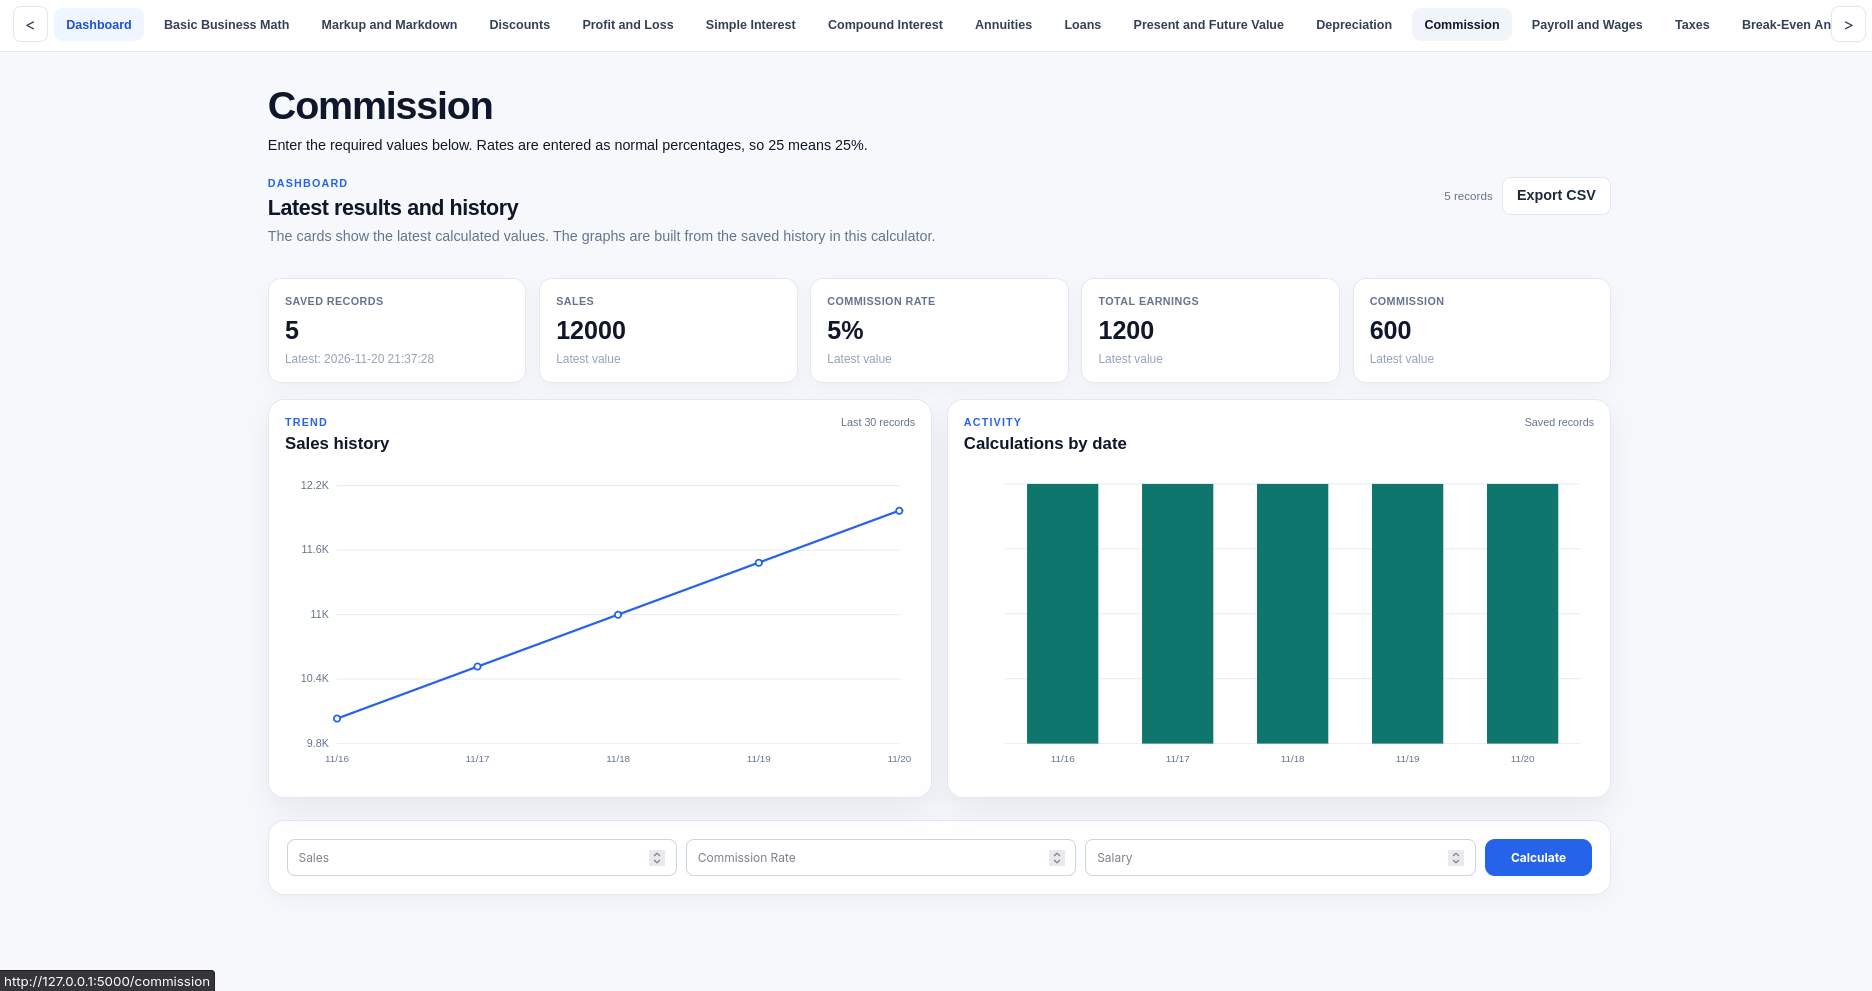 < Dashboard Basic Business Math Markup and Markdown Discounts Profit and Loss Simple Interest Compound Interest Annuities Loans Present and Future Value Depreciation Commission Payroll and Wages Taxes Break-Even An >
Commission
Enter the required values below. Rates are entered as normal percentages, so 25 means 25%.
DASHBOARD
Latest results and history
The cards show the latest calculated values. The graphs are built from the saved history in this calculator.
5 records Export CSV
SAVED RECORDS
5
Latest: 2026-11-20 21:37:28
SALES
12000
Latest value
COMMISSION RATE
5%
Latest value
TOTAL EARNINGS
1200
Latest value
COMMISSION
600
Latest value
TREND
Last 30 records
Sales history
12.2K
11.6K
11K
10.4K
9.8K
11/16 11/17 11/18 11/19 11/20
ACTIVITY
Saved records
Calculations by date
11/16 11/17 11/18 11/19 11/20
Sales Commission Rate Salary Calculate
http://127.0.0.1:5000/commission